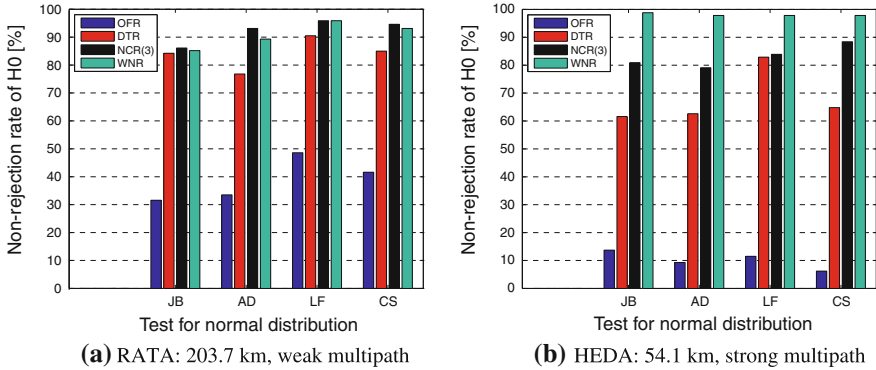 Non-rejection rate of H0 [%]
100
90
80
70
60
50
40
30
20
10
0
OFR
DTR
NCR(3)
WNR
JB AD LF CS
Test for normal distribution
(a) RATA: 203.7 km, weak multipath
Non-rejection rate of H0 [%]
100
90
80
70
60
50
40
30
20
10
0
OFR
DTR
NCR(3)
WNR
JB AD LF CS
Test for normal distribution
(b) HEDA: 54.1 km, strong multipath